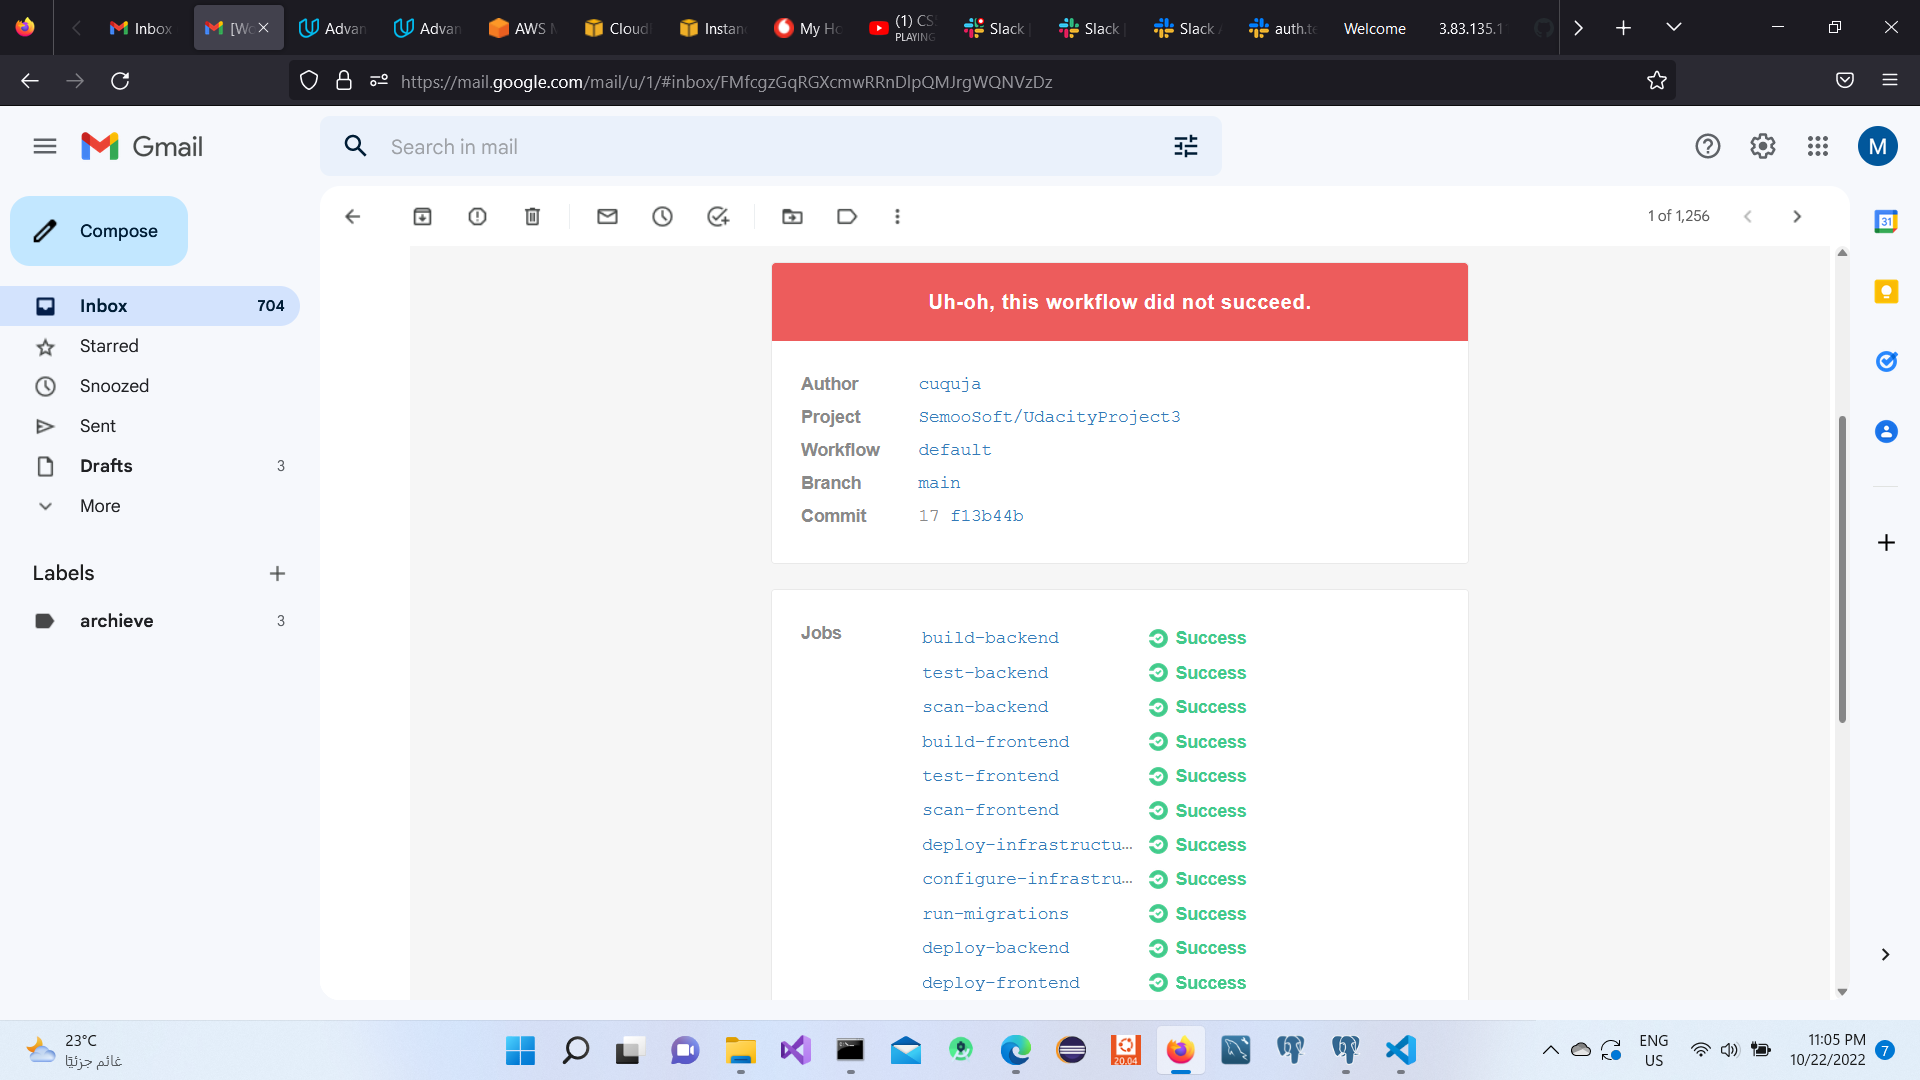 Inbox
[Wo
Advan
Advan
AWS M
Cloud
Instan
My Ho
(1) CS
PLAYING
Slack |
Slack |
Slack A
auth.te
Welcome
3.83.135.1
https://mail.google.com/mail/u/1/#inbox/FMfcgzGqRGXcmwRRnDlpQMJrgWQNVzDz
Gmail
Search in mail
M
Compose
1 of 1,256
31
Inbox 704
Starred
Snoozed
Sent
Drafts 3
More
Labels
archieve 3
Uh-oh, this workflow did not succeed.
Author cuquja
Project SemooSoft/UdacityProject3
Workflow default
Branch main
Commit 17 f13b44b
Jobs
build-backend Success
test-backend Success
scan-backend Success
build-frontend Success
test-frontend Success
scan-frontend Success
deploy-infrastructu... Success
configure-infrastru... Success
run-migrations Success
deploy-backend Success
deploy-frontend Success
23°C
غائم جزئيًا
20.04
ENG
US
11:05 PM
10/22/2022
7